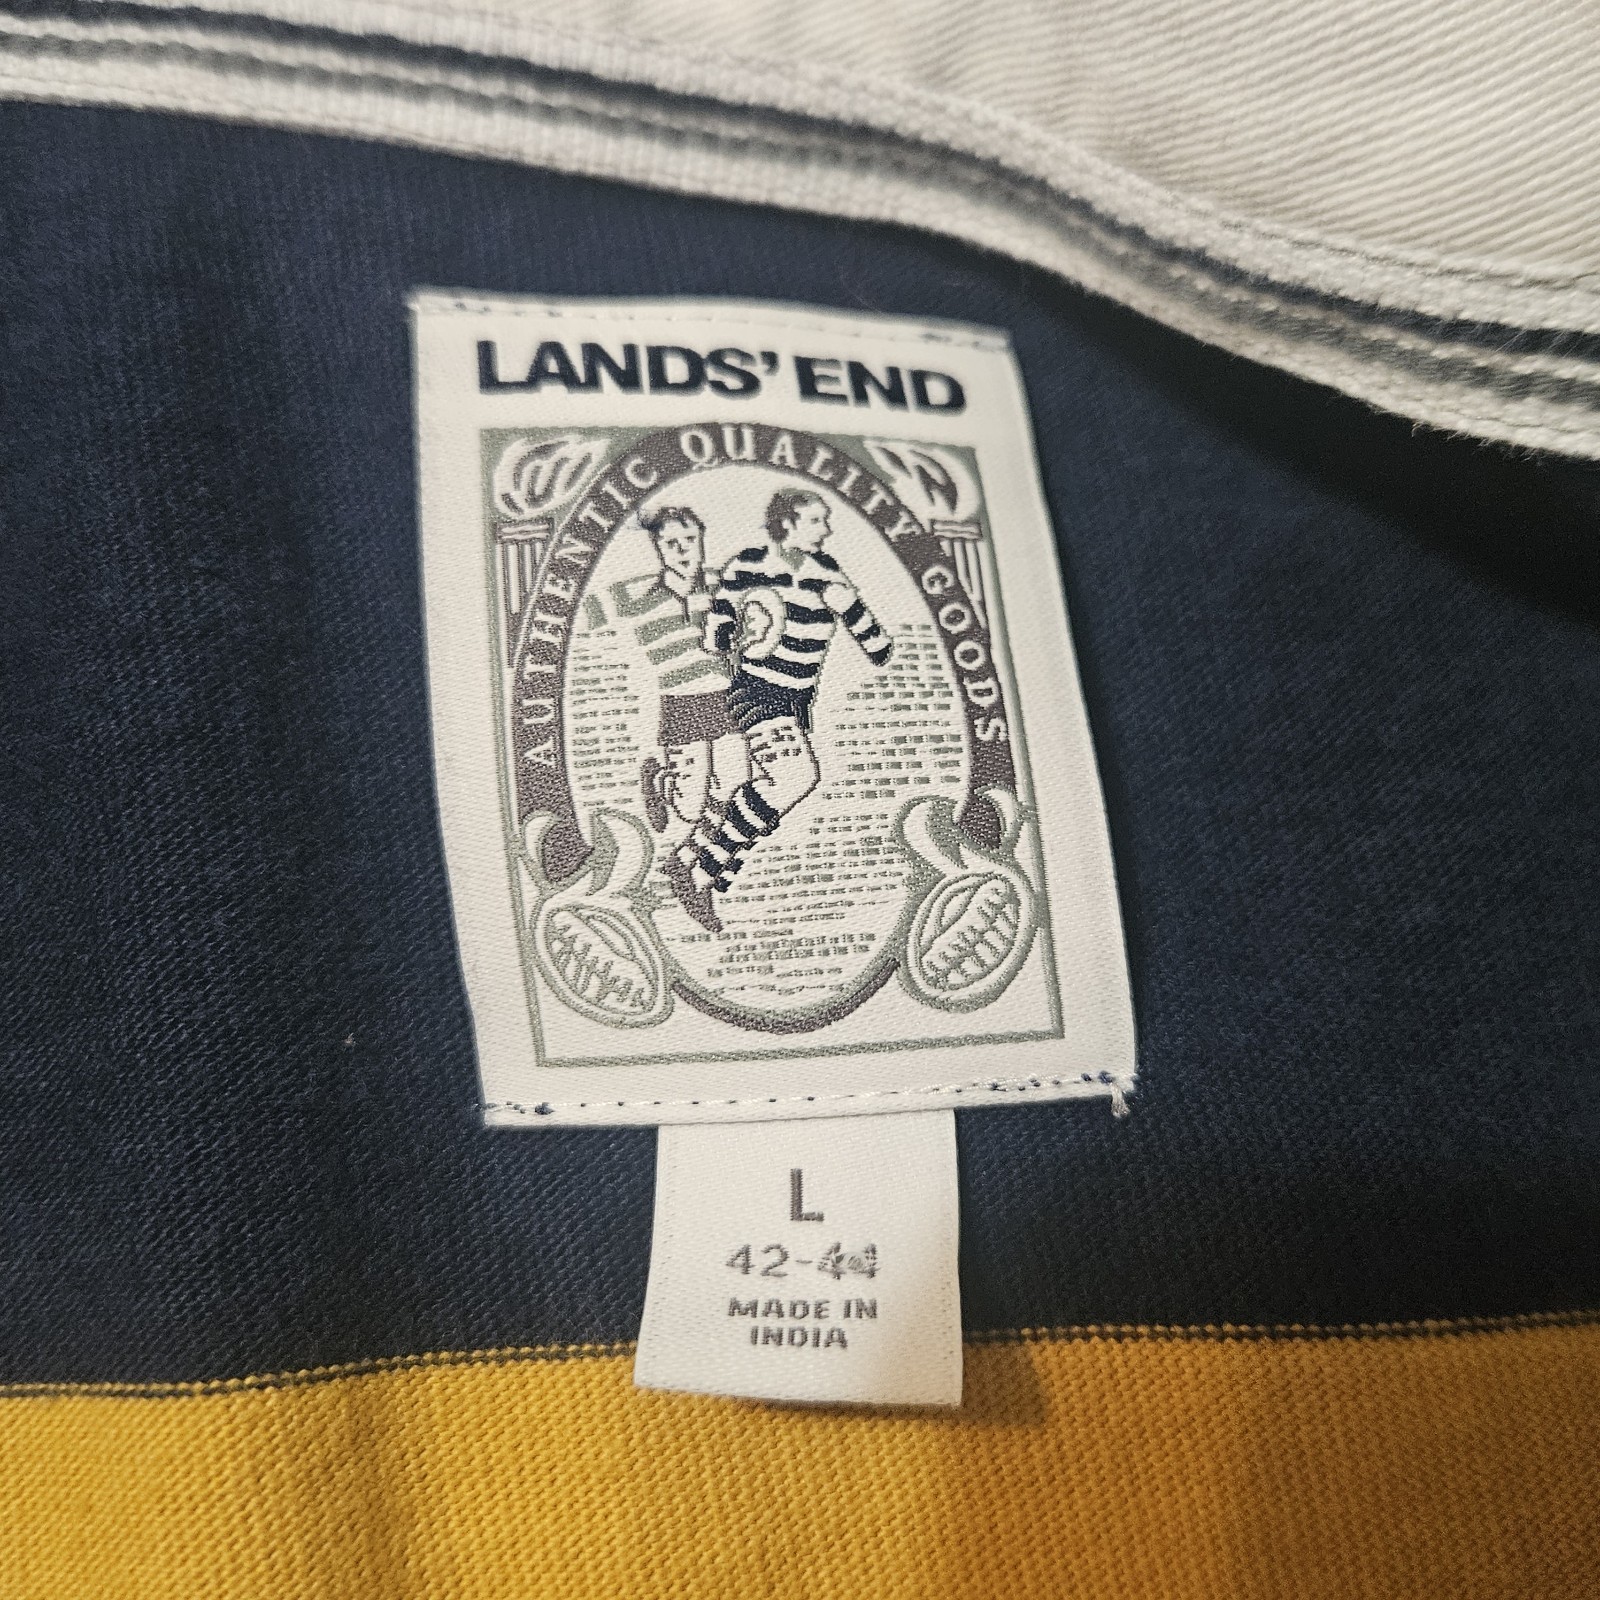 LANDS' END
AUTHENTIC QUALITY GOODS
L
42-44
MADE IN
INDIA